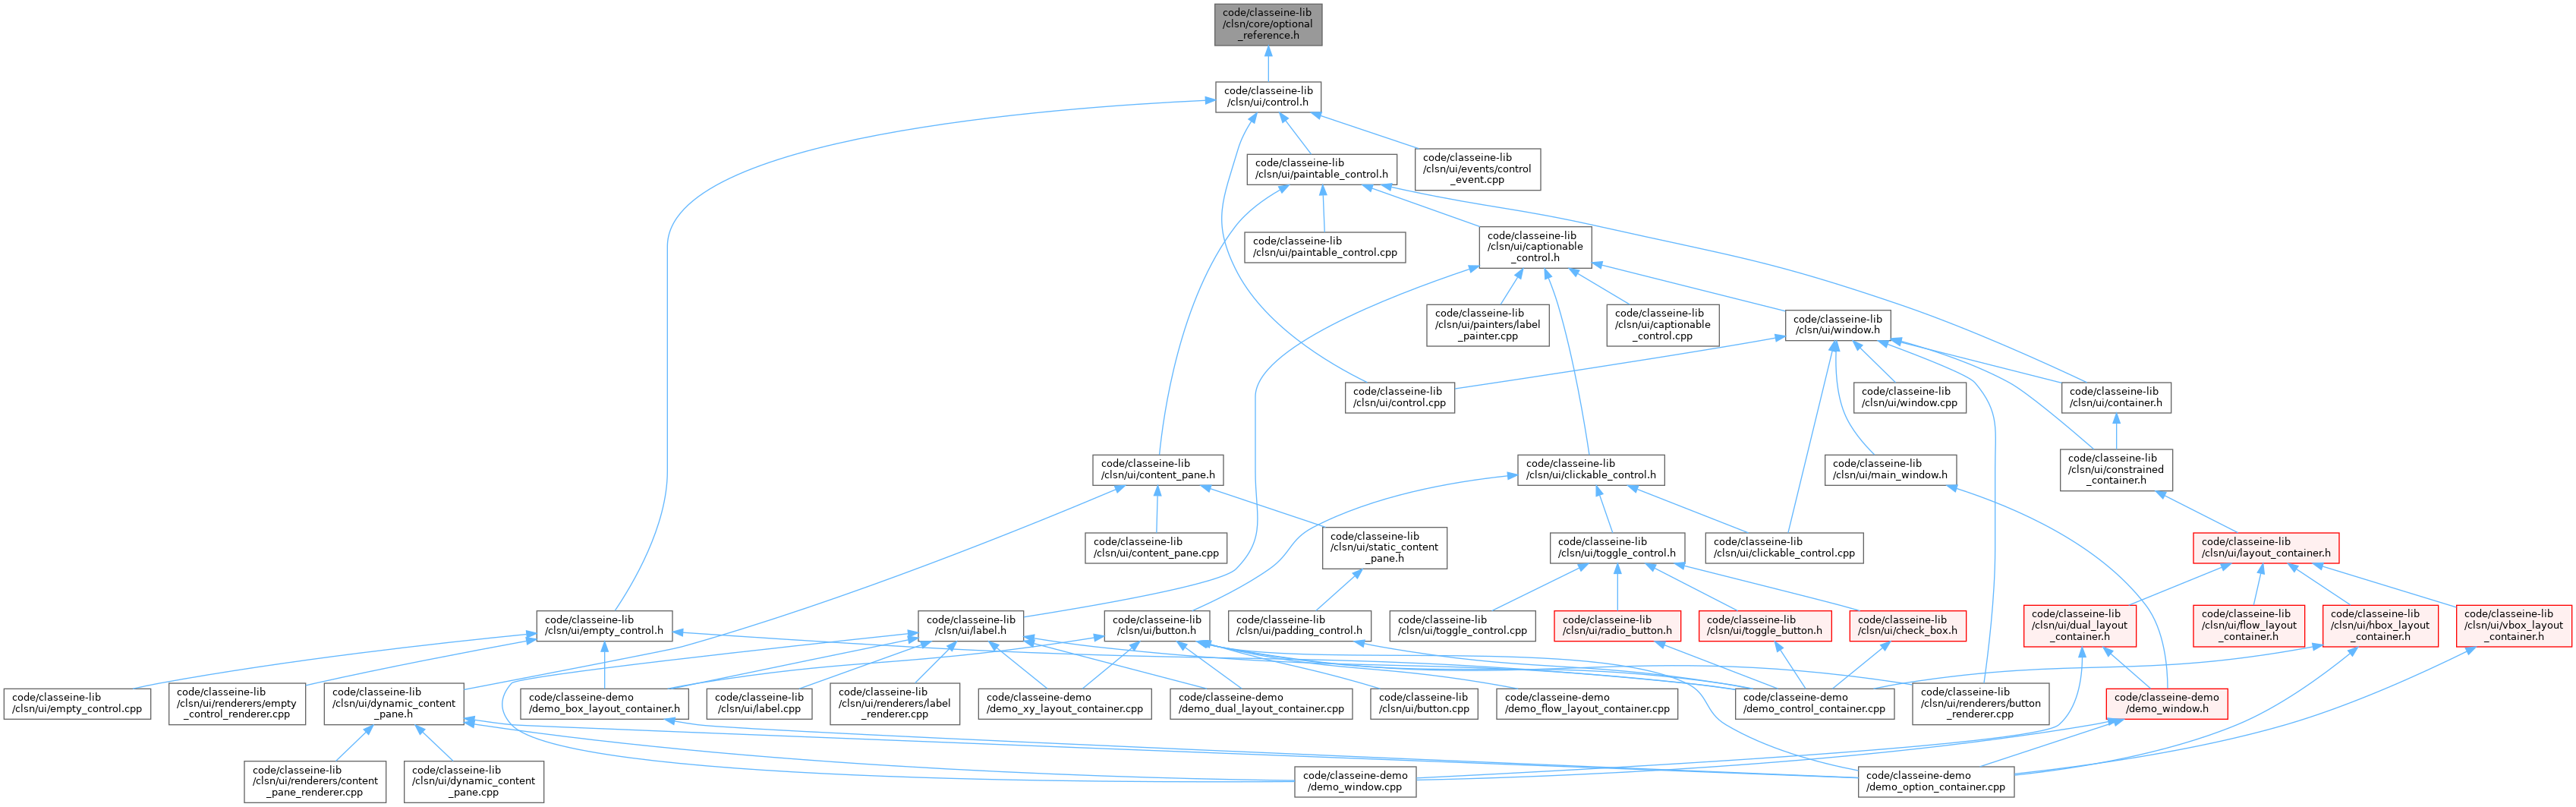 code/classeine-lib
/clsn/core/optional
_reference.h
code/classeine-lib
/clsn/ui/control.h
code/classeine-lib
/clsn/ui/paintable_control.h
code/classeine-lib
/clsn/ui/events/control
_event.cpp
code/classeine-lib
/clsn/ui/paintable_control.cpp
code/classeine-lib
/clsn/ui/captionable
_control.h
code/classeine-lib
/clsn/ui/painters/label
_painter.cpp
code/classeine-lib
/clsn/ui/captionable
_control.cpp
code/classeine-lib
/clsn/ui/window.h
code/classeine-lib
/clsn/ui/control.cpp
code/classeine-lib
/clsn/ui/window.cpp
code/classeine-lib
/clsn/ui/container.h
code/classeine-lib
/clsn/ui/content_pane.h
code/classeine-lib
/clsn/ui/clickable_control.h
code/classeine-lib
/clsn/ui/main_window.h
code/classeine-lib
/clsn/ui/constrained
_container.h
code/classeine-lib
/clsn/ui/content_pane.cpp
code/classeine-lib
/clsn/ui/static_content
_pane.h
code/classeine-lib
/clsn/ui/toggle_control.h
code/classeine-lib
/clsn/ui/clickable_control.cpp
code/classeine-lib
/clsn/ui/layout_container.h
code/classeine-lib
/clsn/ui/empty_control.h
code/classeine-lib
/clsn/ui/label.h
code/classeine-lib
/clsn/ui/button.h
code/classeine-lib
/clsn/ui/padding_control.h
code/classeine-lib
/clsn/ui/toggle_control.cpp
code/classeine-lib
/clsn/ui/radio_button.h
code/classeine-lib
/clsn/ui/toggle_button.h
code/classeine-lib
/clsn/ui/check_box.h
code/classeine-lib
/clsn/ui/dual_layout
_container.h
code/classeine-lib
/clsn/ui/flow_layout
_container.h
code/classeine-lib
/clsn/ui/hbox_layout
_container.h
code/classeine-lib
/clsn/ui/vbox_layout
_container.h
code/classeine-lib
/clsn/ui/empty_control.cpp
code/classeine-lib
/clsn/ui/renderers/empty
_control_renderer.cpp
code/classeine-lib
/clsn/ui/dynamic_content
_pane.h
code/classeine-demo
/demo_box_layout_container.h
code/classeine-lib
/clsn/ui/label.cpp
code/classeine-lib
/clsn/ui/renderers/label
_renderer.cpp
code/classeine-demo
/demo_xy_layout_container.cpp
code/classeine-demo
/demo_dual_layout_container.cpp
code/classeine-lib
/clsn/ui/button.cpp
code/classeine-demo
/demo_flow_layout_container.cpp
code/classeine-demo
/demo_control_container.cpp
code/classeine-lib
/clsn/ui/renderers/button
_renderer.cpp
code/classeine-demo
/demo_window.h
code/classeine-lib
/clsn/ui/renderers/content
_pane_renderer.cpp
code/classeine-lib
/clsn/ui/dynamic_content
_pane.cpp
code/classeine-demo
/demo_window.cpp
code/classeine-demo
/demo_option_container.cpp